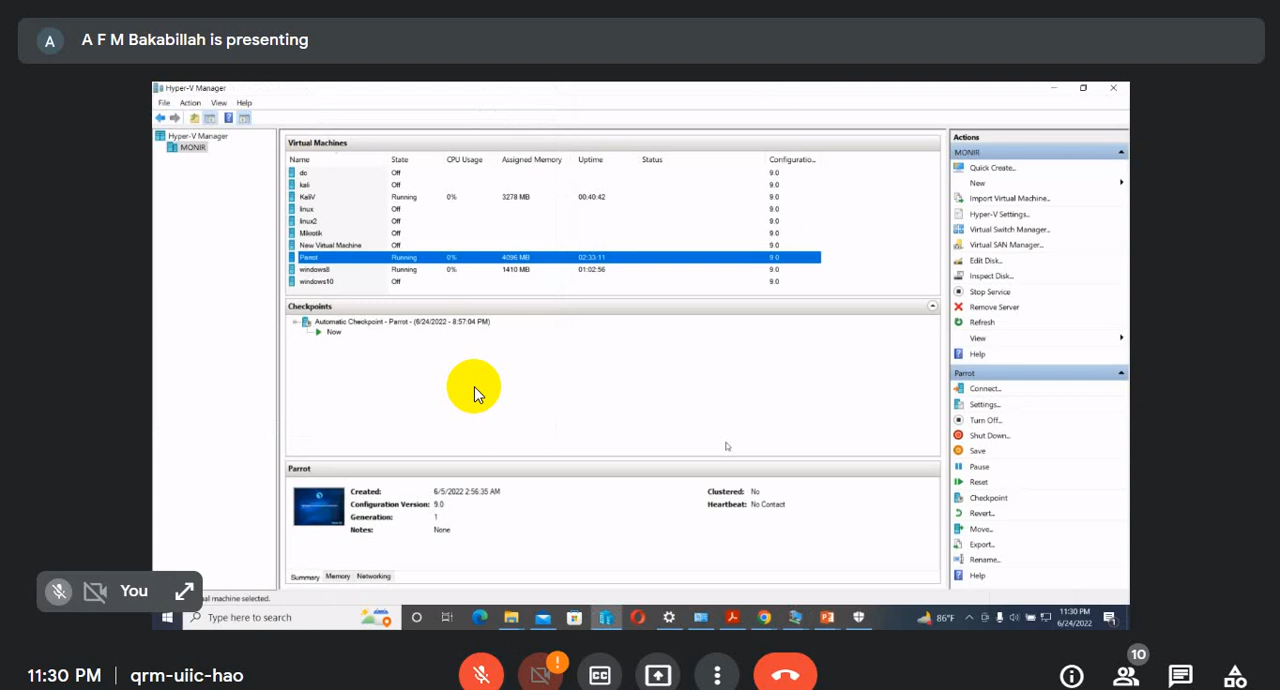 A
A F M Bakabillah is presenting
Hyper-V Manager
File Action View Help
Hyper-V Manager
MONIR
Virtual Machines
Name State CPU Usage Assigned Memory Uptime Status Configuratio...
dc Off 9.0
kali Off 9.0
KaliV Running 0% 3278 MB 00:40:42 9.0
linux Off 9.0
linux2 Off 9.0
Mikrotik Off 9.0
New Virtual Machine Off 9.0
Parrot Running 0% 4096 MB 02:33:11 9.0
windows8 Running 0% 1410 MB 01:02:56 9.0
windows10 Off 9.0
Checkpoints
Automatic Checkpoint - Parrot - (6/24/2022 - 8:57:04 PM)
Now
Parrot
Created: 6/5/2022 2:56:35 AM
Configuration Version: 9.0
Generation: 1
Notes: None
Clustered: No
Heartbeat: No Contact
Summary Memory Networking
Actions
MONIR
Quick Create...
New
Import Virtual Machine...
Hyper-V Settings...
Virtual Switch Manager...
Virtual SAN Manager...
Edit Disk...
Inspect Disk...
Stop Service
Remove Server
Refresh
View
Help
Parrot
Connect...
Settings...
Turn Off...
Shut Down...
Save
Pause
Reset
Checkpoint
Revert...
Move...
Export...
Rename...
Help
You
machine selected.
Type here to search
86°F
11:30 PM
6/24/2022
11:30 PM | qrm-uiic-hao
CC
10